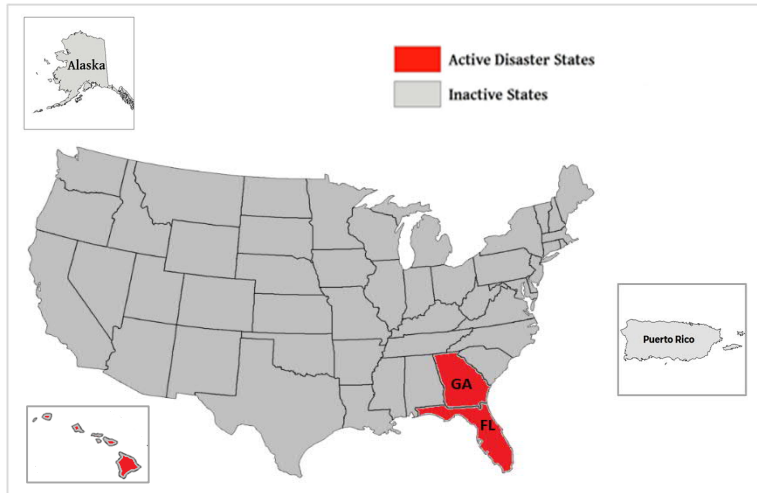 Alaska
Active Disaster States
Inactive States
Puerto Rico
GA
FL